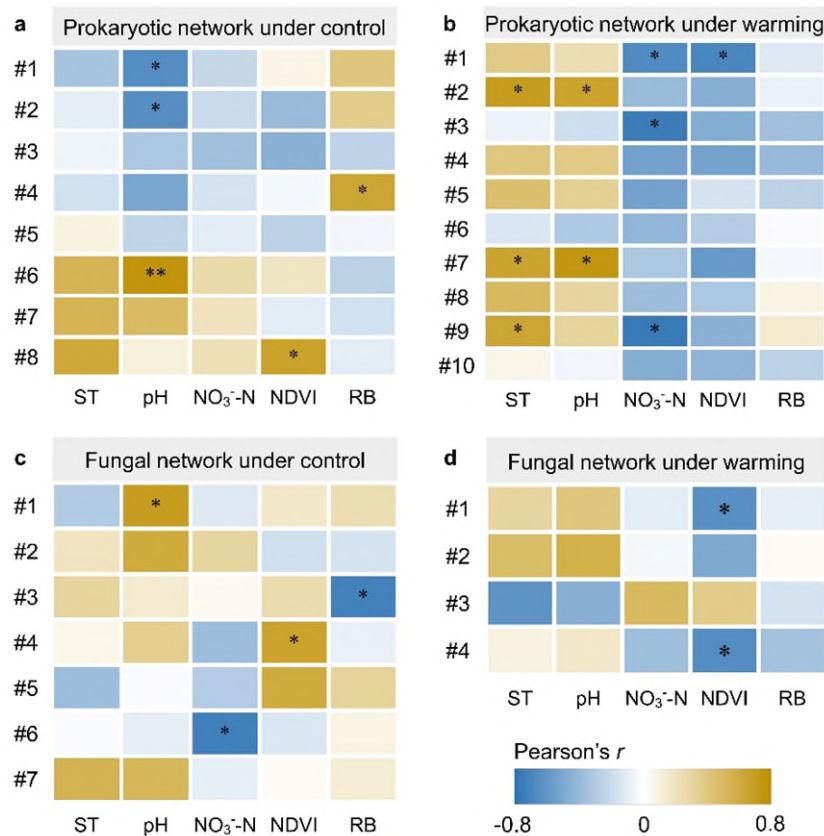 a Prokaryotic network under control
#1 *
#2 *
#3
#4 *
#5
#6 **
#7
#8 *
ST pH NO₃⁻-N NDVI RB
b Prokaryotic network under warming
#1 * *
#2 * *
#3 *
#4
#5
#6
#7 * *
#8
#9 * *
#10
ST pH NO₃⁻-N NDVI RB
c Fungal network under control
#1 *
#2
#3 *
#4 *
#5
#6 *
#7
ST pH NO₃⁻-N NDVI RB
d Fungal network under warming
#1 *
#2
#3
#4 *
ST pH NO₃⁻-N NDVI RB
Pearson's r
-0.8 0 0.8